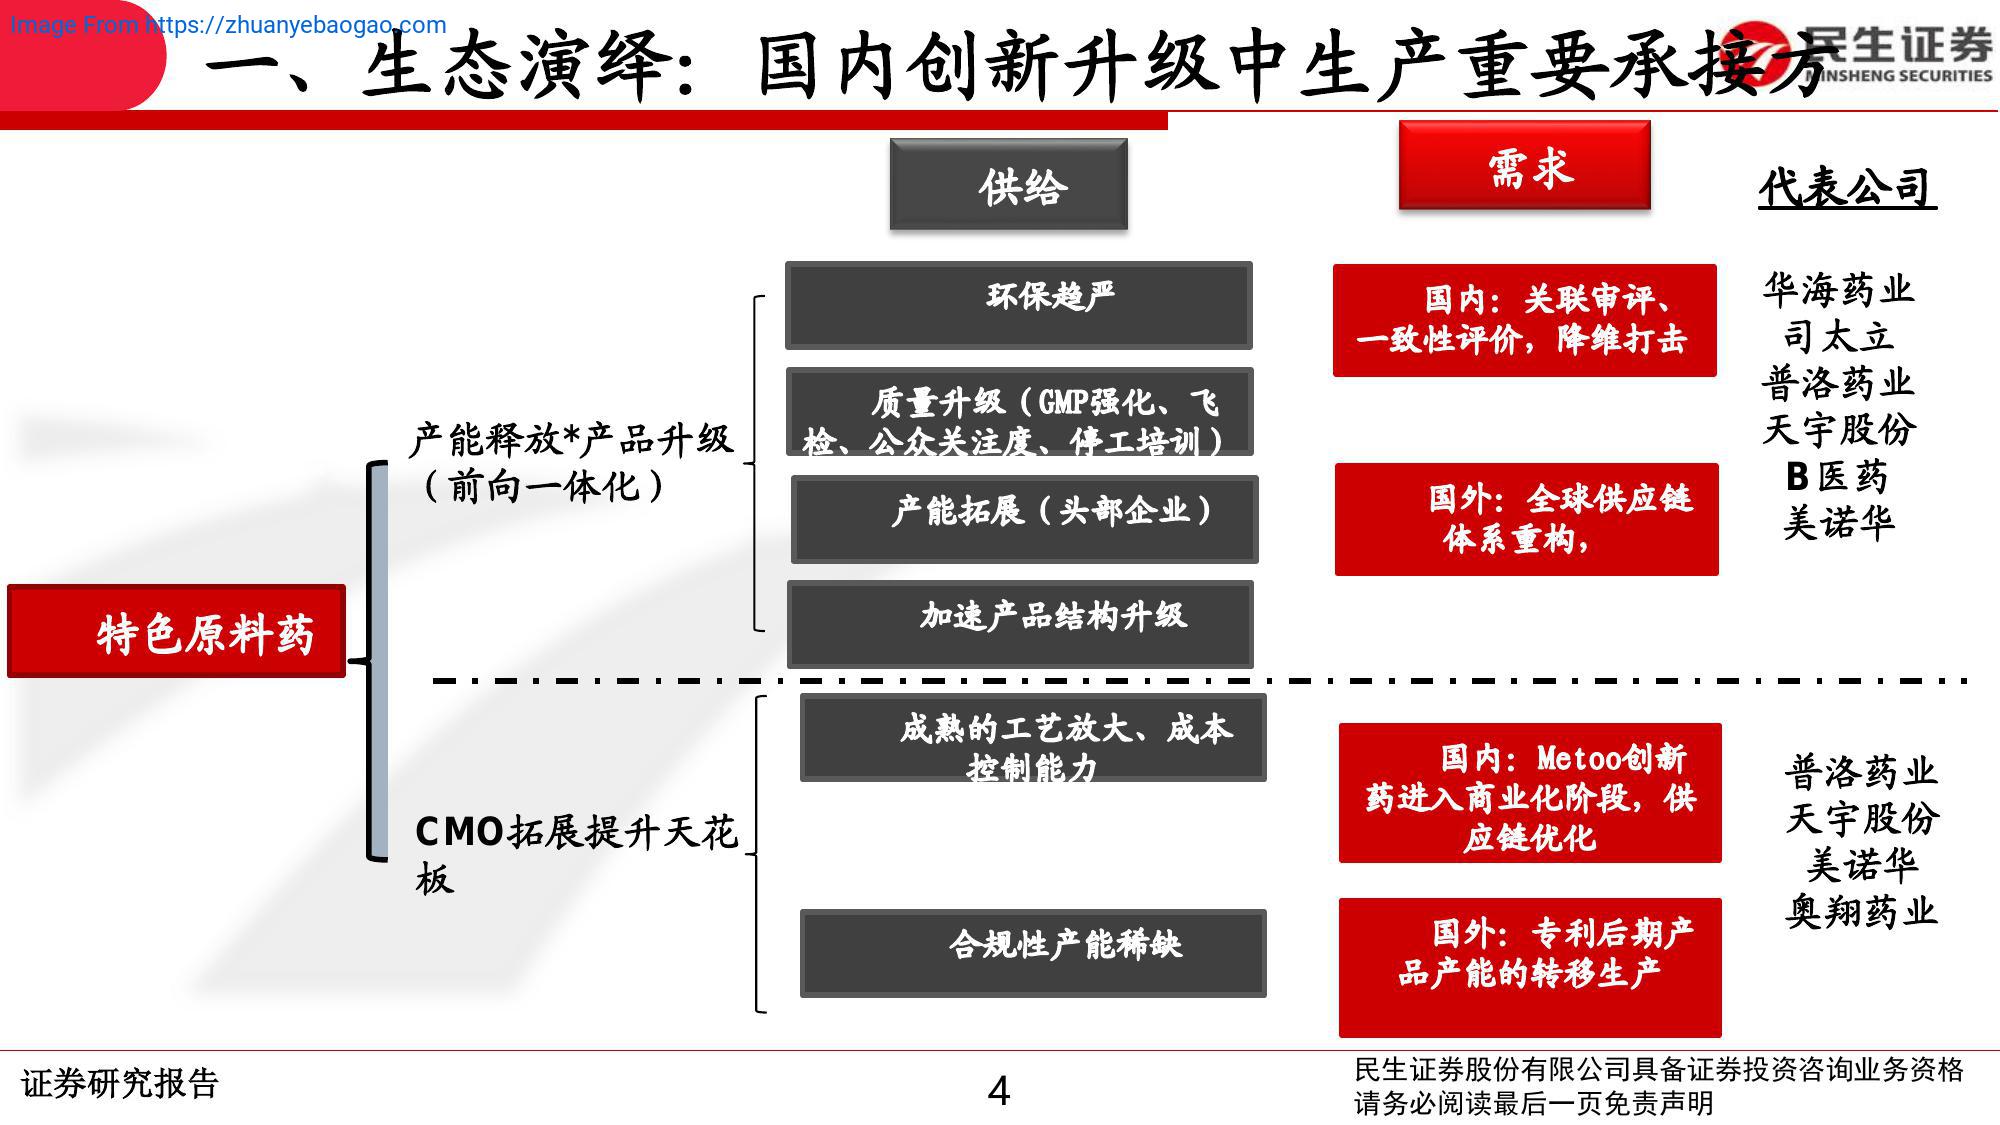 Image From https://zhuanyebaogao.com
一、生态演绎：国内创新升级中生产重要承接方
民生证券
MINSHENG SECURITIES
供给
需求
代表公司
特色原料药
产能释放*产品升级
（前向一体化）
环保趋严
质量升级（GMP强化、飞
检、公众关注度、停工培训）
产能拓展（头部企业）
加速产品结构升级
国内：关联审评、
一致性评价，降维打击
国外：全球供应链
体系重构，
华海药业
司太立
普洛药业
天宇股份
B医药
美诺华
CMO拓展提升天花
板
成熟的工艺放大、成本
控制能力
合规性产能稀缺
国内：Metoo创新
药进入商业化阶段，供
应链优化
国外：专利后期产
品产能的转移生产
普洛药业
天宇股份
美诺华
奥翔药业
证券研究报告
4
民生证券股份有限公司具备证券投资咨询业务资格
请务必阅读最后一页免责声明